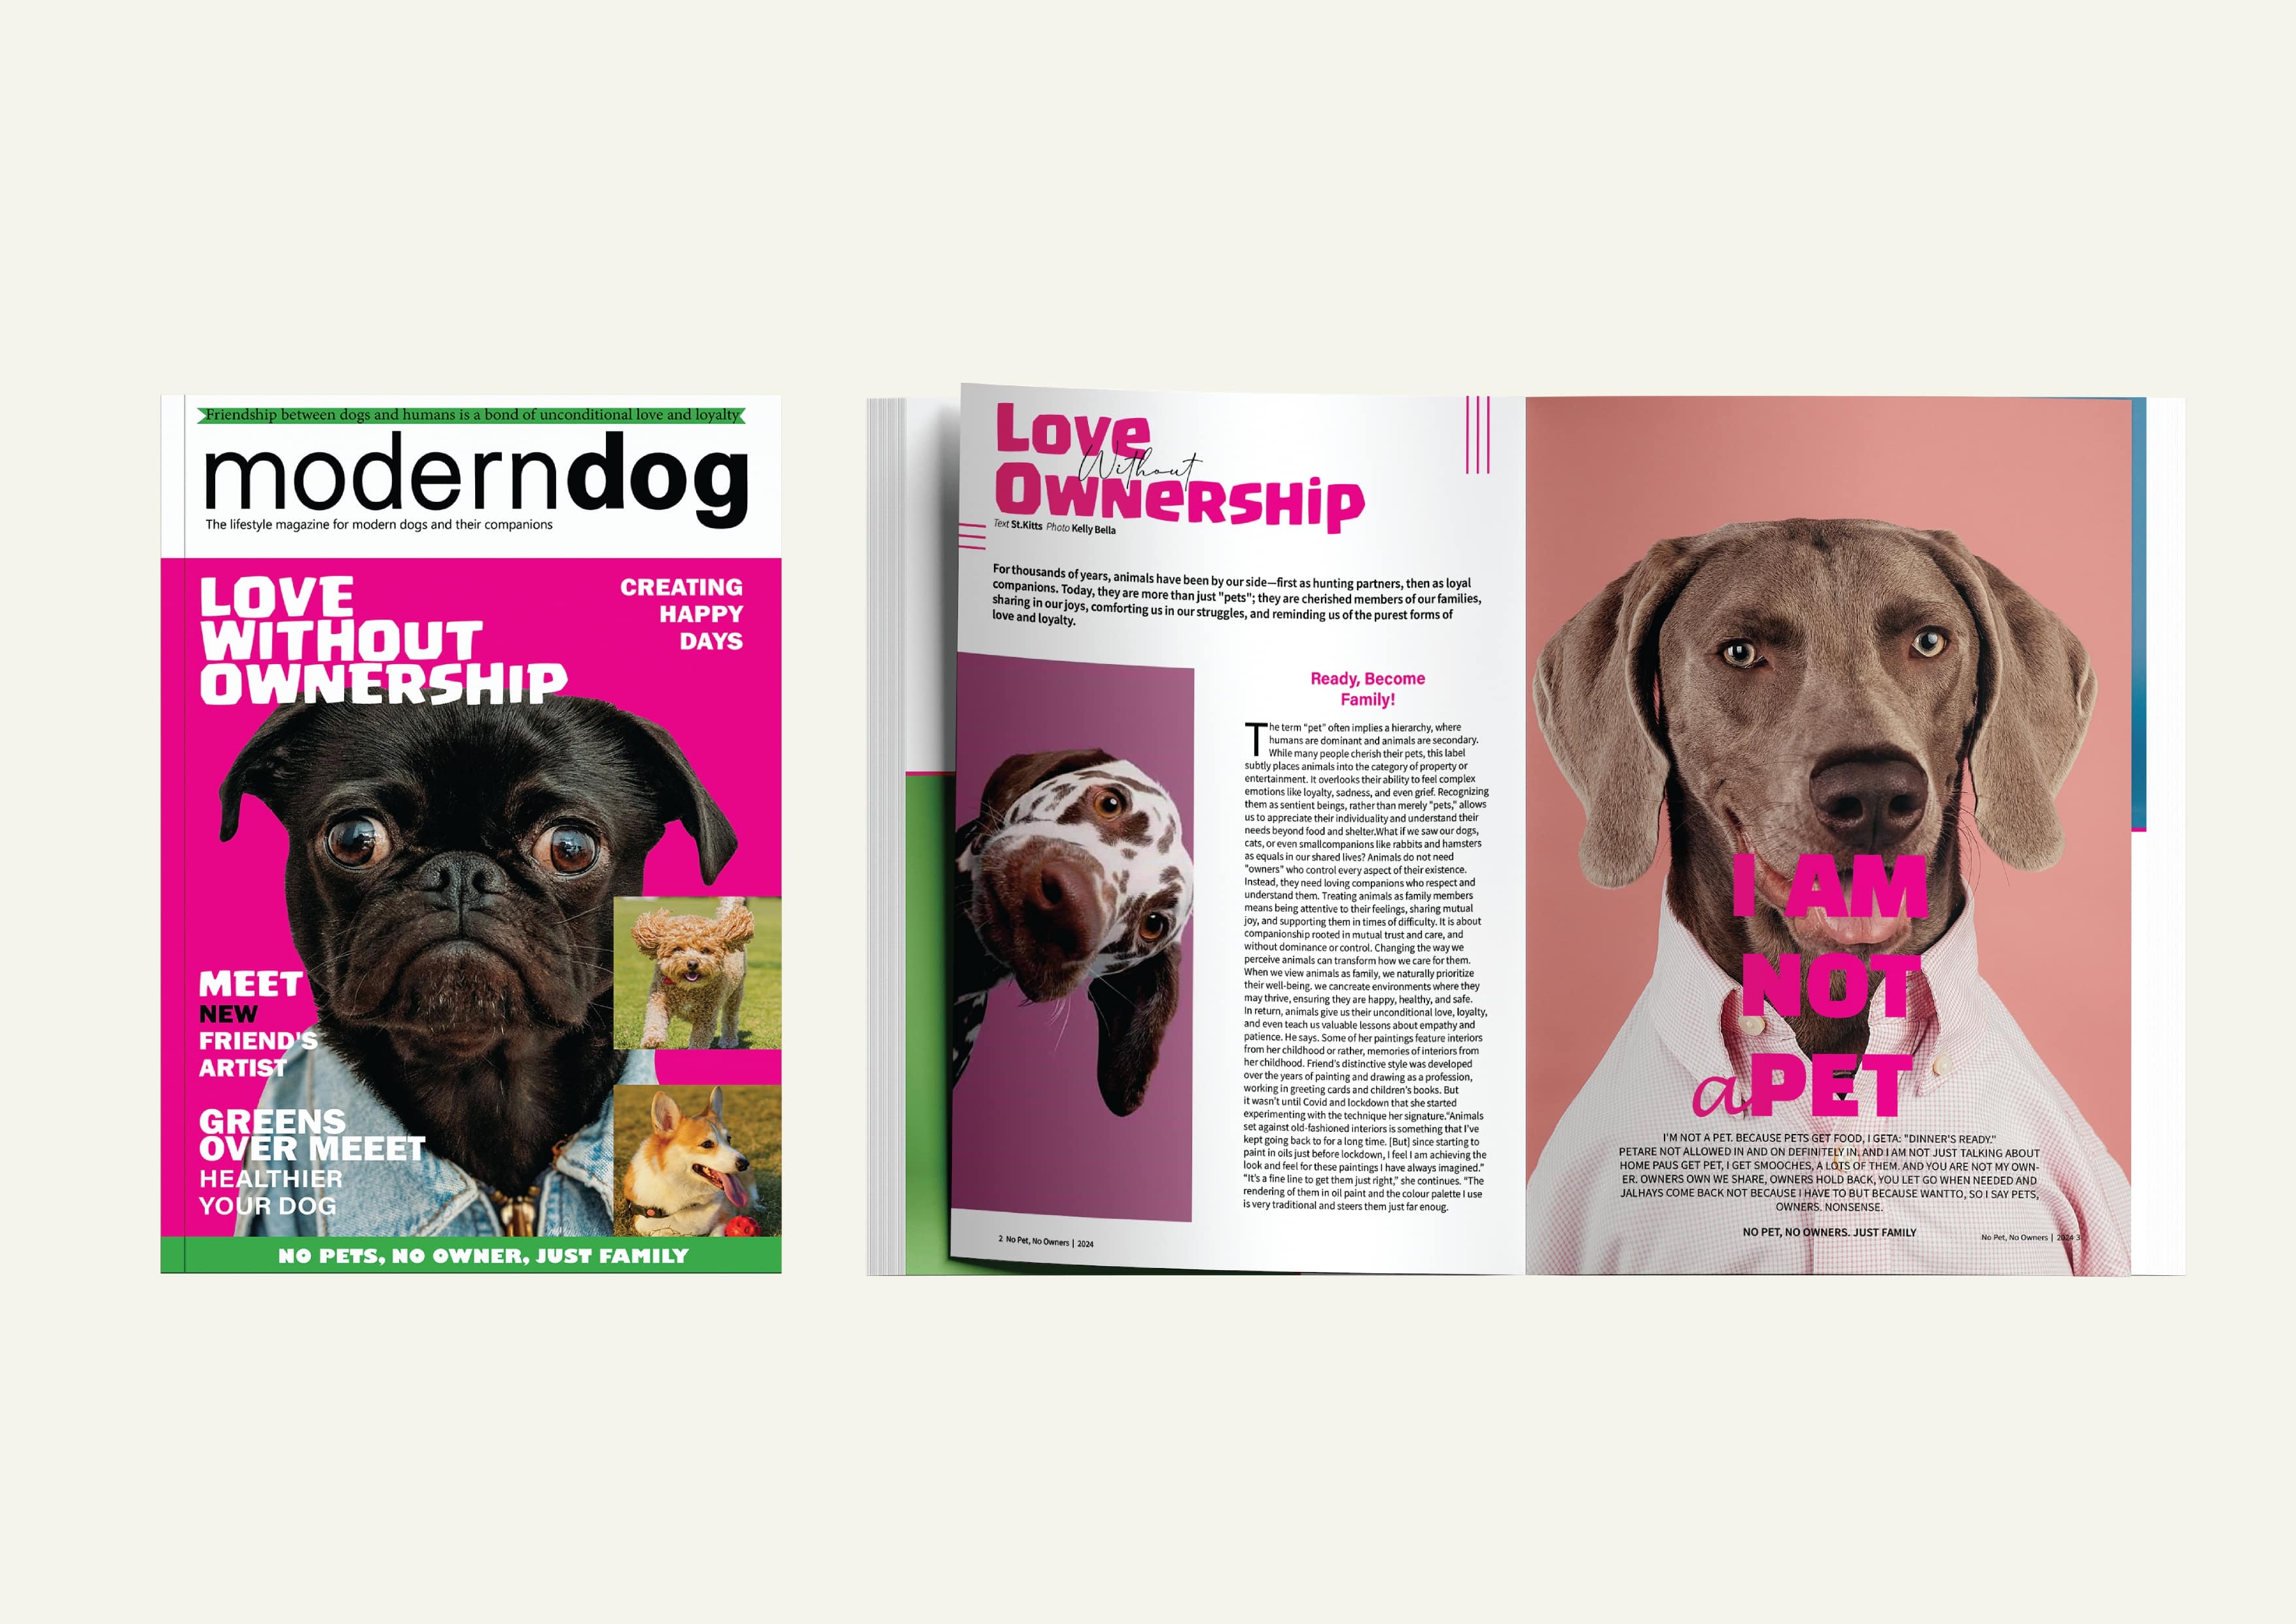 Friendship between dogs and humans is a bond of unconditional love and loyalty.
moderndog
The lifestyle magazine for modern dogs and their companions
LOVE
WITHOUT
OWNERSHIP
CREATING
HAPPY
DAYS
MEET
NEW
FRIEND'S
ARTIST
GREENS
OVER MEEET
HEALTHIER
YOUR DOG
NO PETS, NO OWNER, JUST FAMILY
Love
Without
Ownership
Text St.Kitts Photo Kelly Bella
For thousands of years, animals have been by our side—first as hunting partners, then as loyal
companions. Today, they are more than just "pets"; they are cherished members of our families,
sharing in our joys, comforting us in our struggles, and reminding us of the purest forms of
love and loyalty.
Ready, Become
Family!
The term "pet" often implies a hierarchy, where
humans are dominant and animals are secondary.
While many people cherish their pets, this label
subtly places animals into the category of property or
entertainment. It overlooks their ability to feel complex
emotions like loyalty, sadness, and even grief. Recognizing
them as sentient beings, rather than merely "pets," allows
us to appreciate their individuality and understand their
needs beyond food and shelter.What if we saw our dogs,
cats, or even smallcompanions like rabbits and hamsters
as equals in our shared lives? Animals do not need
"owners" who control every aspect of their existence.
Instead, they need loving companions who respect and
understand them. Treating animals as family members
means being attentive to their feelings, sharing mutual
joy, and supporting them in times of difficulty. It is about
companionship rooted in mutual trust and care, and
without dominance or control. Changing the way we
perceive animals can transform how we care for them.
When we view animals as family, we naturally prioritize
their well-being. we cancreate environments where they
may thrive, ensuring they are happy, healthy, and safe.
In return, animals give us their unconditional love, loyalty,
and even teach us valuable lessons about empathy and
patience. He says. Some of her paintings feature interiors
from her childhood or rather, memories of interiors from
her childhood. Friend's distinctive style was developed
over the years of painting and drawing as a profession,
working in greeting cards and children's books. But
it wasn't until Covid and lockdown that she started
experimenting with the technique her signature."Animals
set against old-fashioned interiors is something that I've
kept going back to for a long time. [But] since starting to
paint in oils just before lockdown, I feel I am achieving the
look and feel for these paintings I have always imagined."
"It's a fine line to get them just right," she continues. "The
rendering of them in oil paint and the colour palette I use
is very traditional and steers them just far enoug.
2 No Pet, No Owners | 2024
I AM
NOT
a PET
I'M NOT A PET. BECAUSE PETS GET FOOD, I GETA: "DINNER'S READY."
PETARE NOT ALLOWED IN AND ON DEFINITELY IN. AND I AM NOT JUST TALKING ABOUT
HOME PAUS GET PET, I GET SMOOCHES, A LOTS OF THEM. AND YOU ARE NOT MY OWN-
ER. OWNERS OWN WE SHARE, OWNERS HOLD BACK, YOU LET GO WHEN NEEDED AND
JALHAYS COME BACK NOT BECAUSE I HAVE TO BUT BECAUSE WANTTO, SO I SAY PETS,
OWNERS. NONSENSE.
NO PET, NO OWNERS. JUST FAMILY
No Pet, No Owners | 2024 3